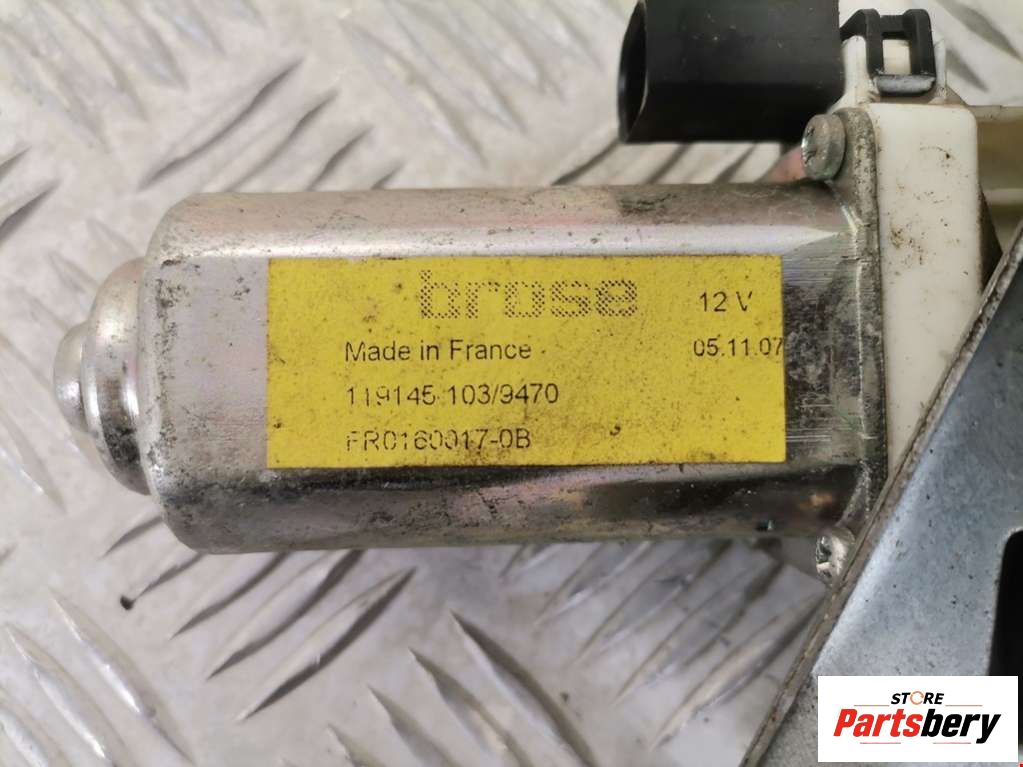 brose
12 V
Made in France
05.11.07
119145 103/9470
FR0160017-0B
STORE
Partsbery